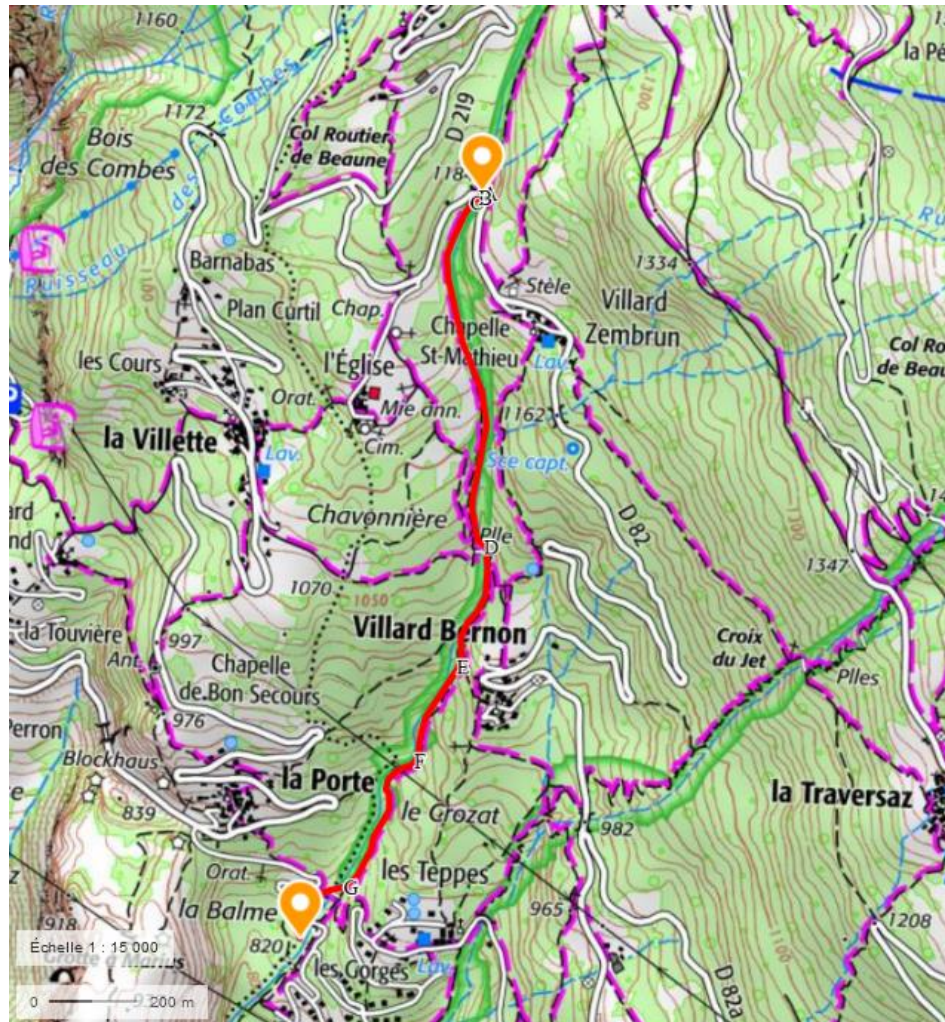 1160
1172
Bois
des Combes
Ruisseau des Combes
Col Routier
de Beaune
D 219
118
1300
la Pé
C
B
Barnabas
1100
Plan Curtil
les Cours
Chap.
l'Église
Orat.
Mie ann.
Cim.
Chapelle
St-Mathieu
Stèle
Villard
Zembrun
Lav.
1334
Col Ro
de Beau
la Villette
Lav.
1162
Sce capt.
Chavonnière
Plle
D
D 82
1100
1347
1070
1050
Villard Bernon
E
la Touvière
997
Ant.
Chapelle
de Bon Secours
976
Perron
Blockhaus
839
Croix
du Jet
Plles
la Porte
F
le Crozat
la Traversaz
982
Orat.
G
les Teppes
la Balme
965
1208
918
820
les Gorges
Lav.
D 82a
1100
Grotte à Marius
Échelle 1 : 15 000
0
200 m